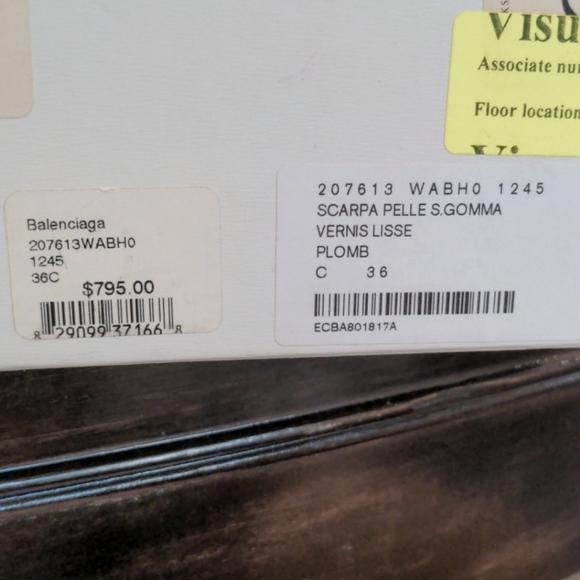 Visu
Associate nu
Floor location
207613 WABH0 1245
SCARPA PELLE S.GOMMA
VERNIS LISSE
PLOMB
C 36
ECBA801817A
Balenciaga
207613WABH0
1245
36C
$795.00
8 29099 37166 8